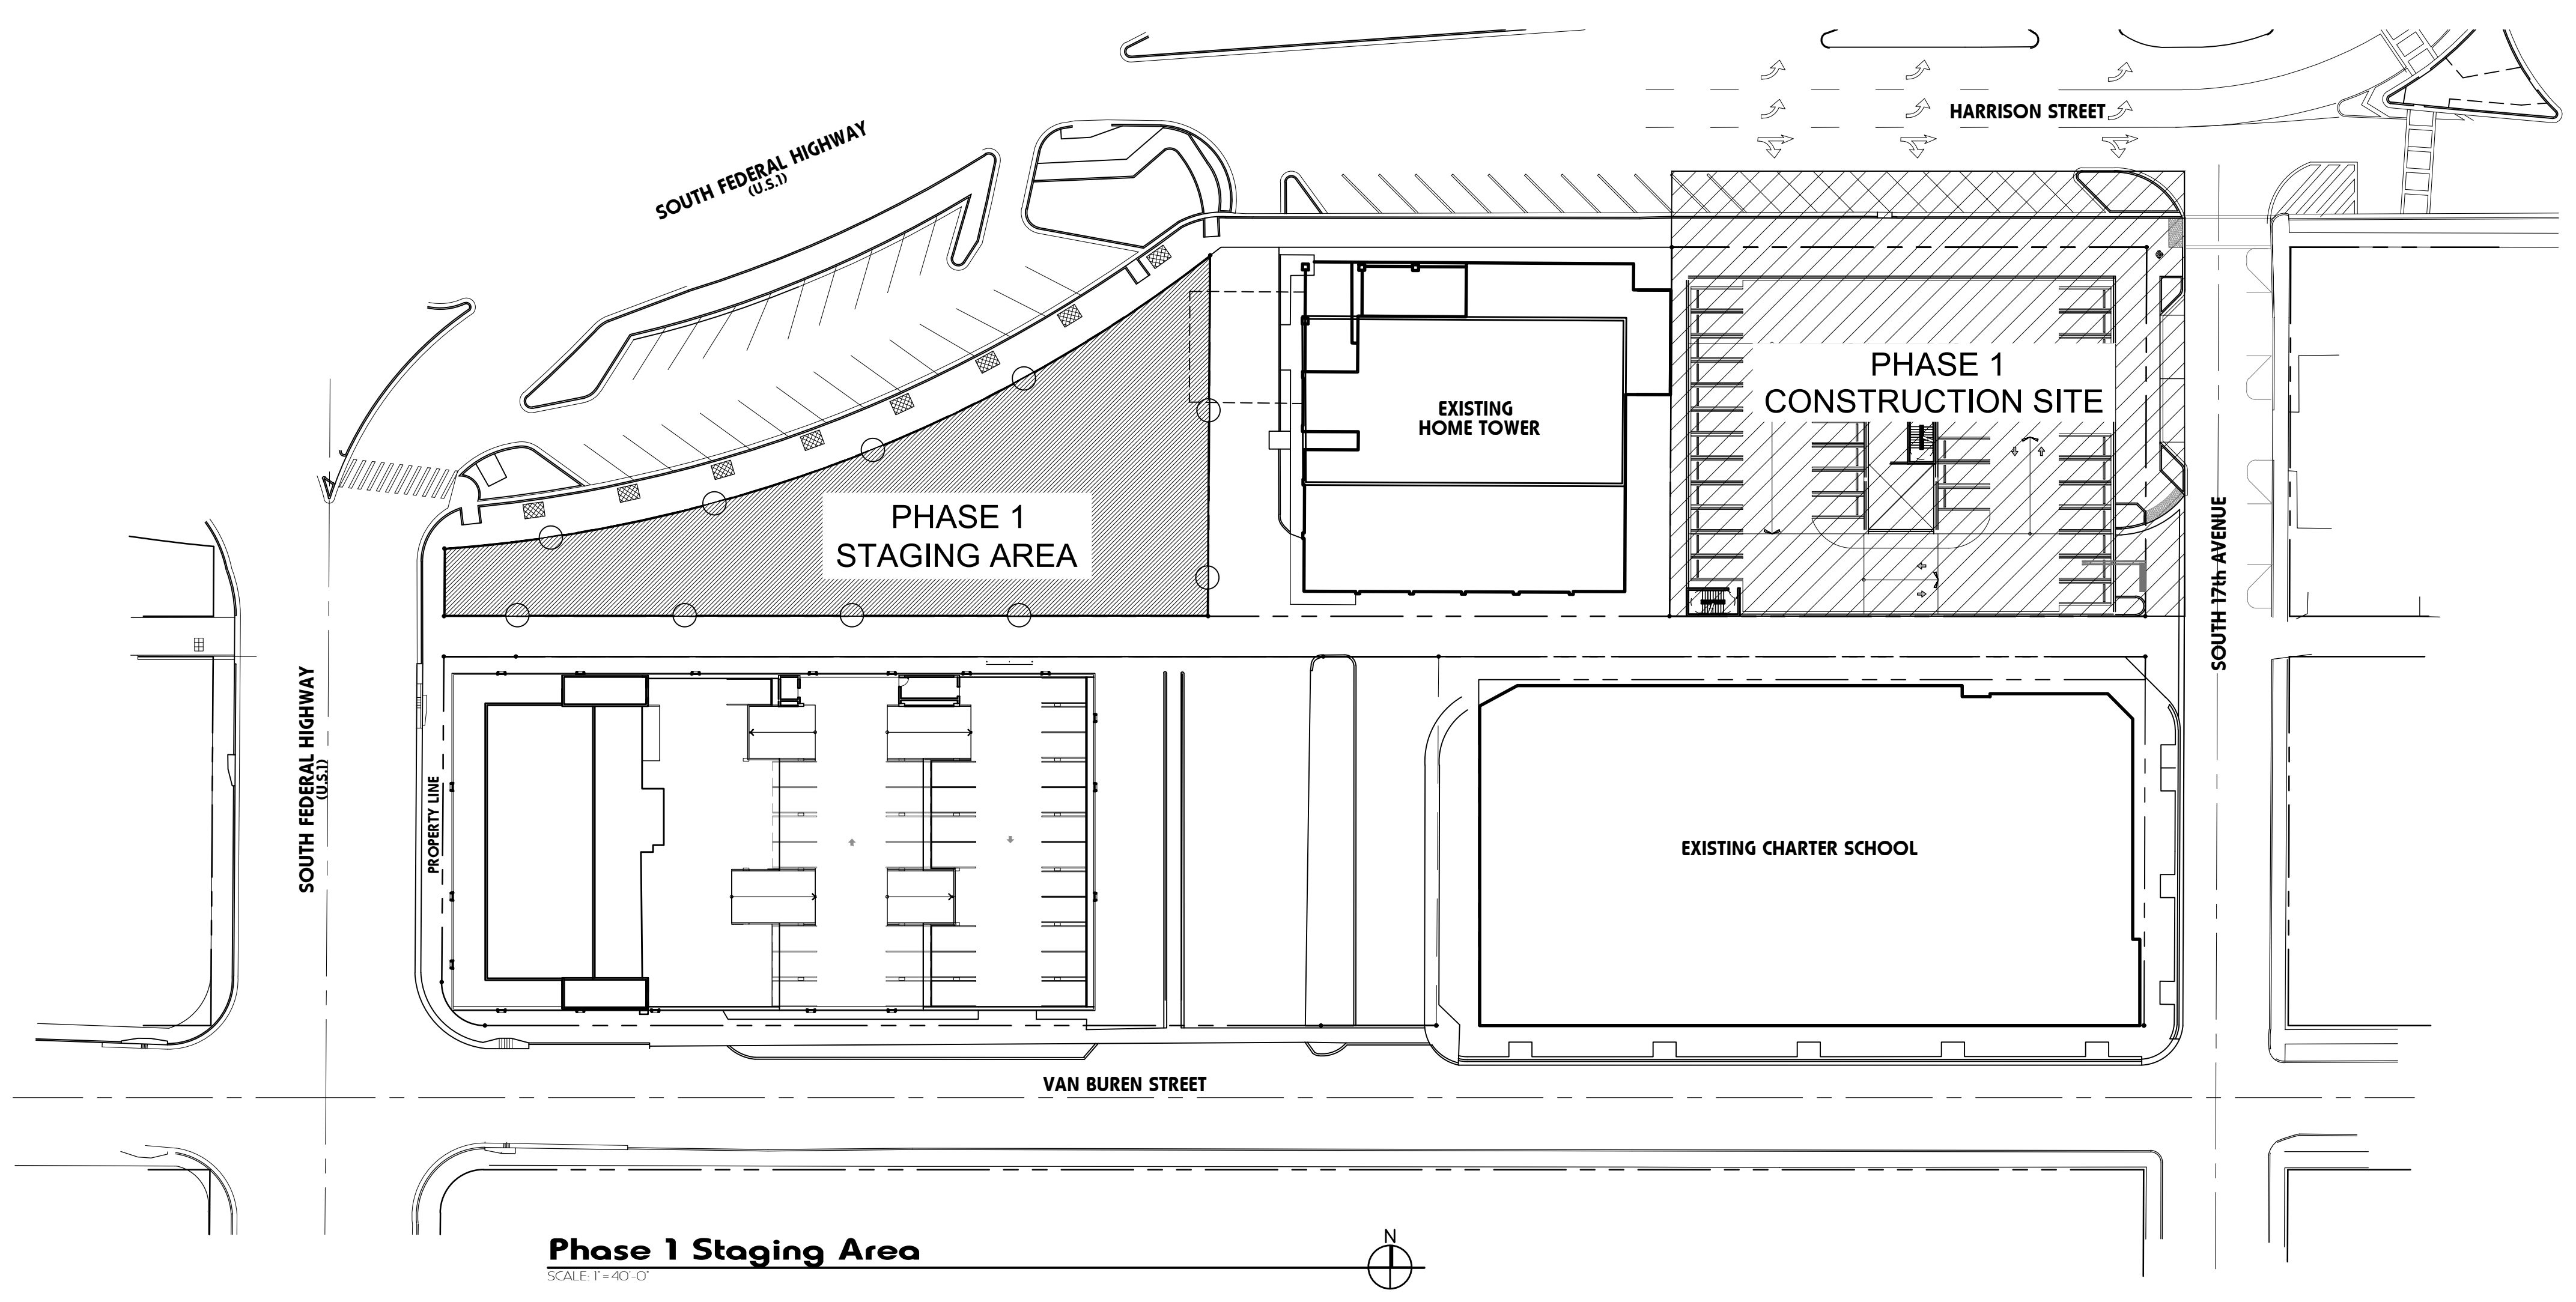 HARRISON STREET
SOUTH FEDERAL HIGHWAY
(U.S.1)
PHASE 1
CONSTRUCTION SITE
EXISTING
HOME TOWER
PHASE 1
STAGING AREA
SOUTH 17th AVENUE
SOUTH FEDERAL HIGHWAY
(U.S.1)
PROPERTY LINE
EXISTING CHARTER SCHOOL
VAN BUREN STREET
Phase 1 Staging Area
SCALE: 1"=40'-0"
N